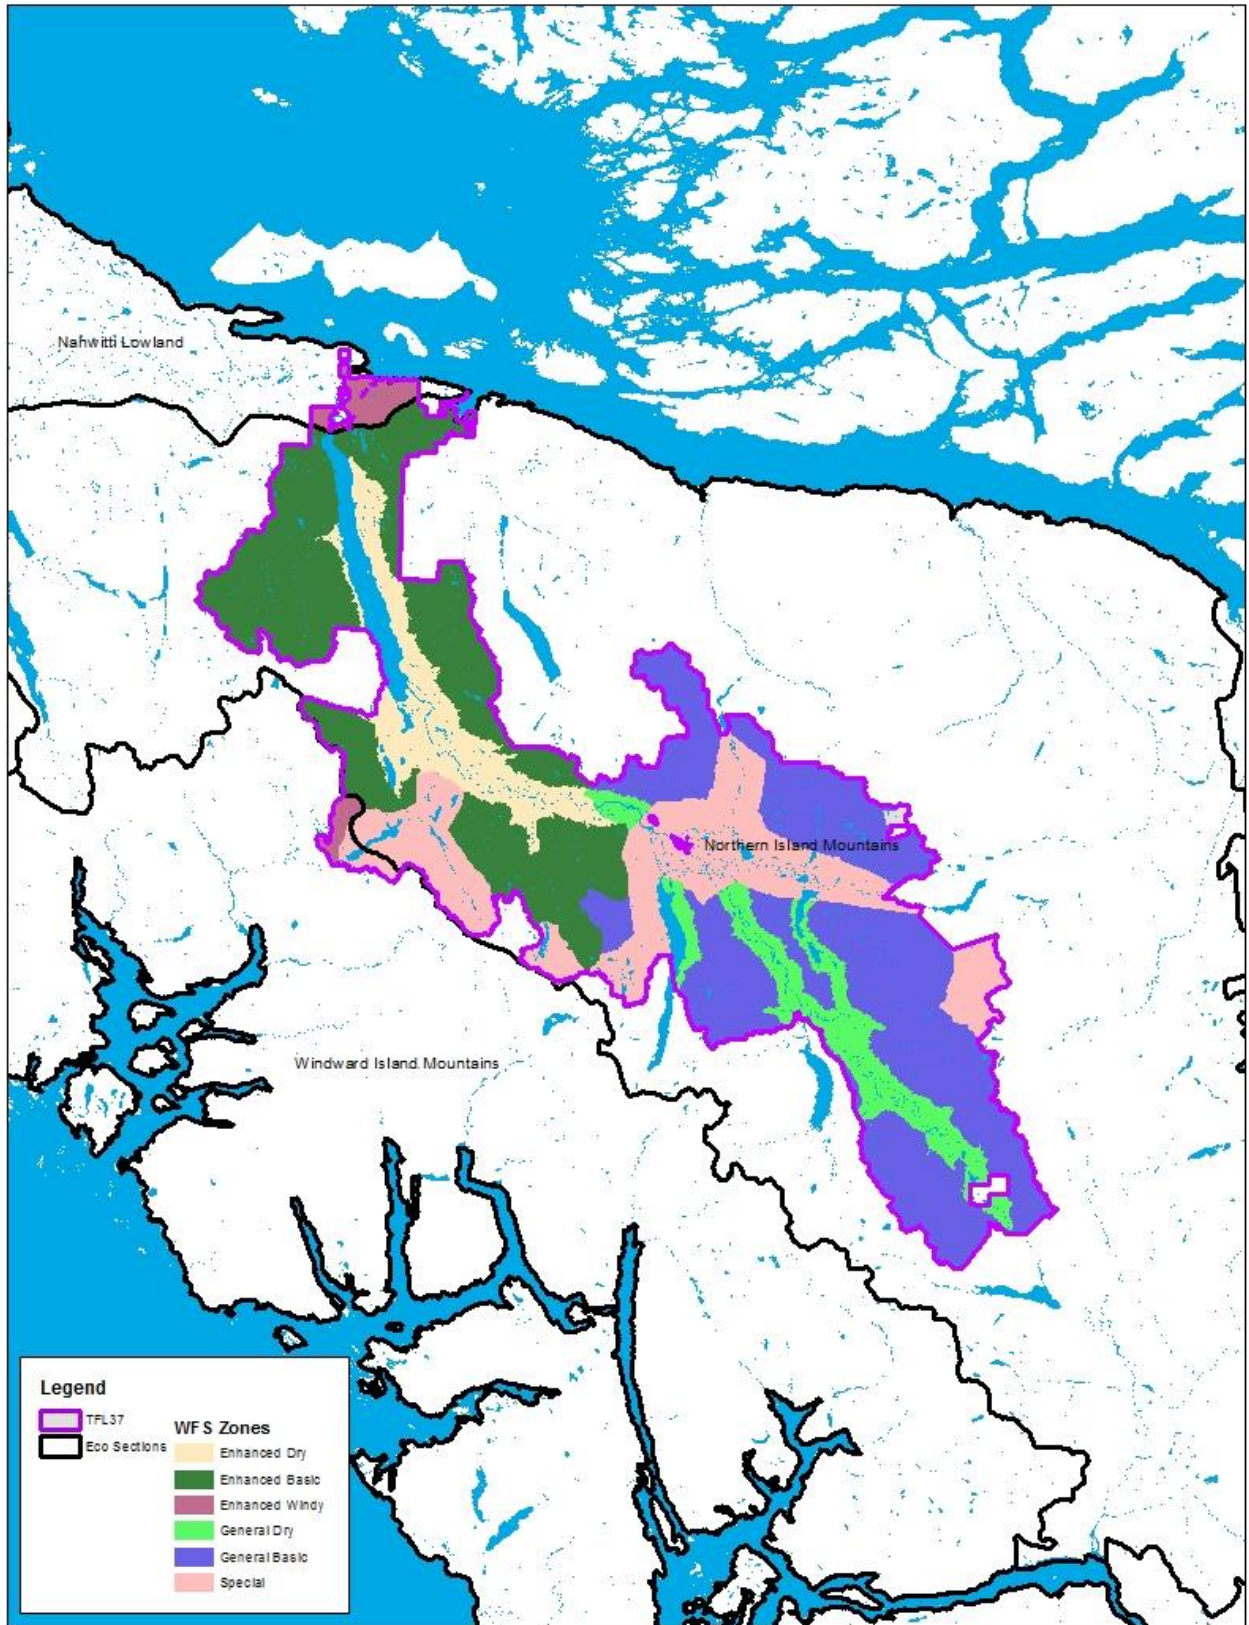 Nahwitti Lowland
Northern Island Mountains
Windward Island Mountains
Legend
TFL37
Eco Sections
WFS Zones
Enhanced Dry
Enhanced Basic
Enhanced Windy
General Dry
General Basic
Special